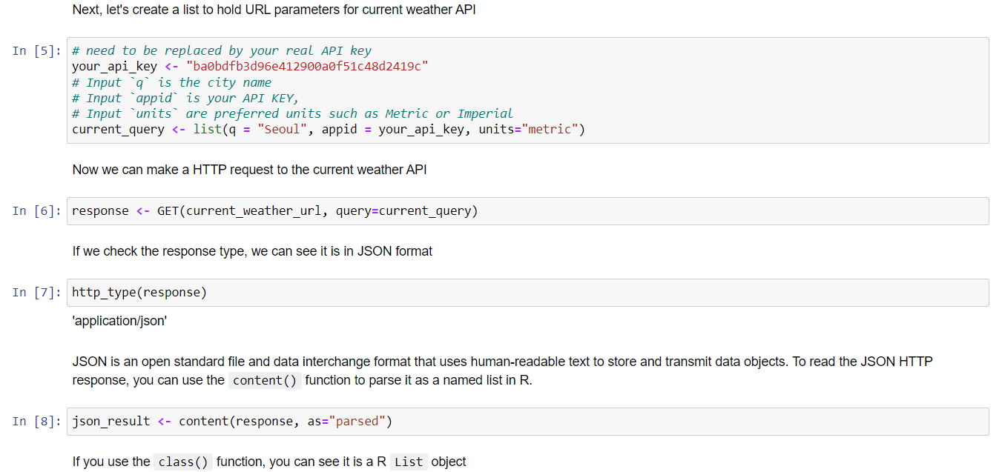 Next, let's create a list to hold URL parameters for current weather API
In [5]: # need to be replaced by your real API key
your_api_key <- "ba0bdfb3d96e412900a0f51c48d2419c"
# Input `q` is the city name
# Input `appid` is your API KEY,
# Input `units` are preferred units such as Metric or Imperial
current_query <- list(q = "Seoul", appid = your_api_key, units="metric")
Now we can make a HTTP request to the current weather API
In [6]: response <- GET(current_weather_url, query=current_query)
If we check the response type, we can see it is in JSON format
In [7]: http_type(response)
'application/json'
JSON is an open standard file and data interchange format that uses human-readable text to store and transmit data objects. To read the JSON HTTP
response, you can use the content() function to parse it as a named list in R.
In [8]: json_result <- content(response, as="parsed")
If you use the class() function, you can see it is a R List object